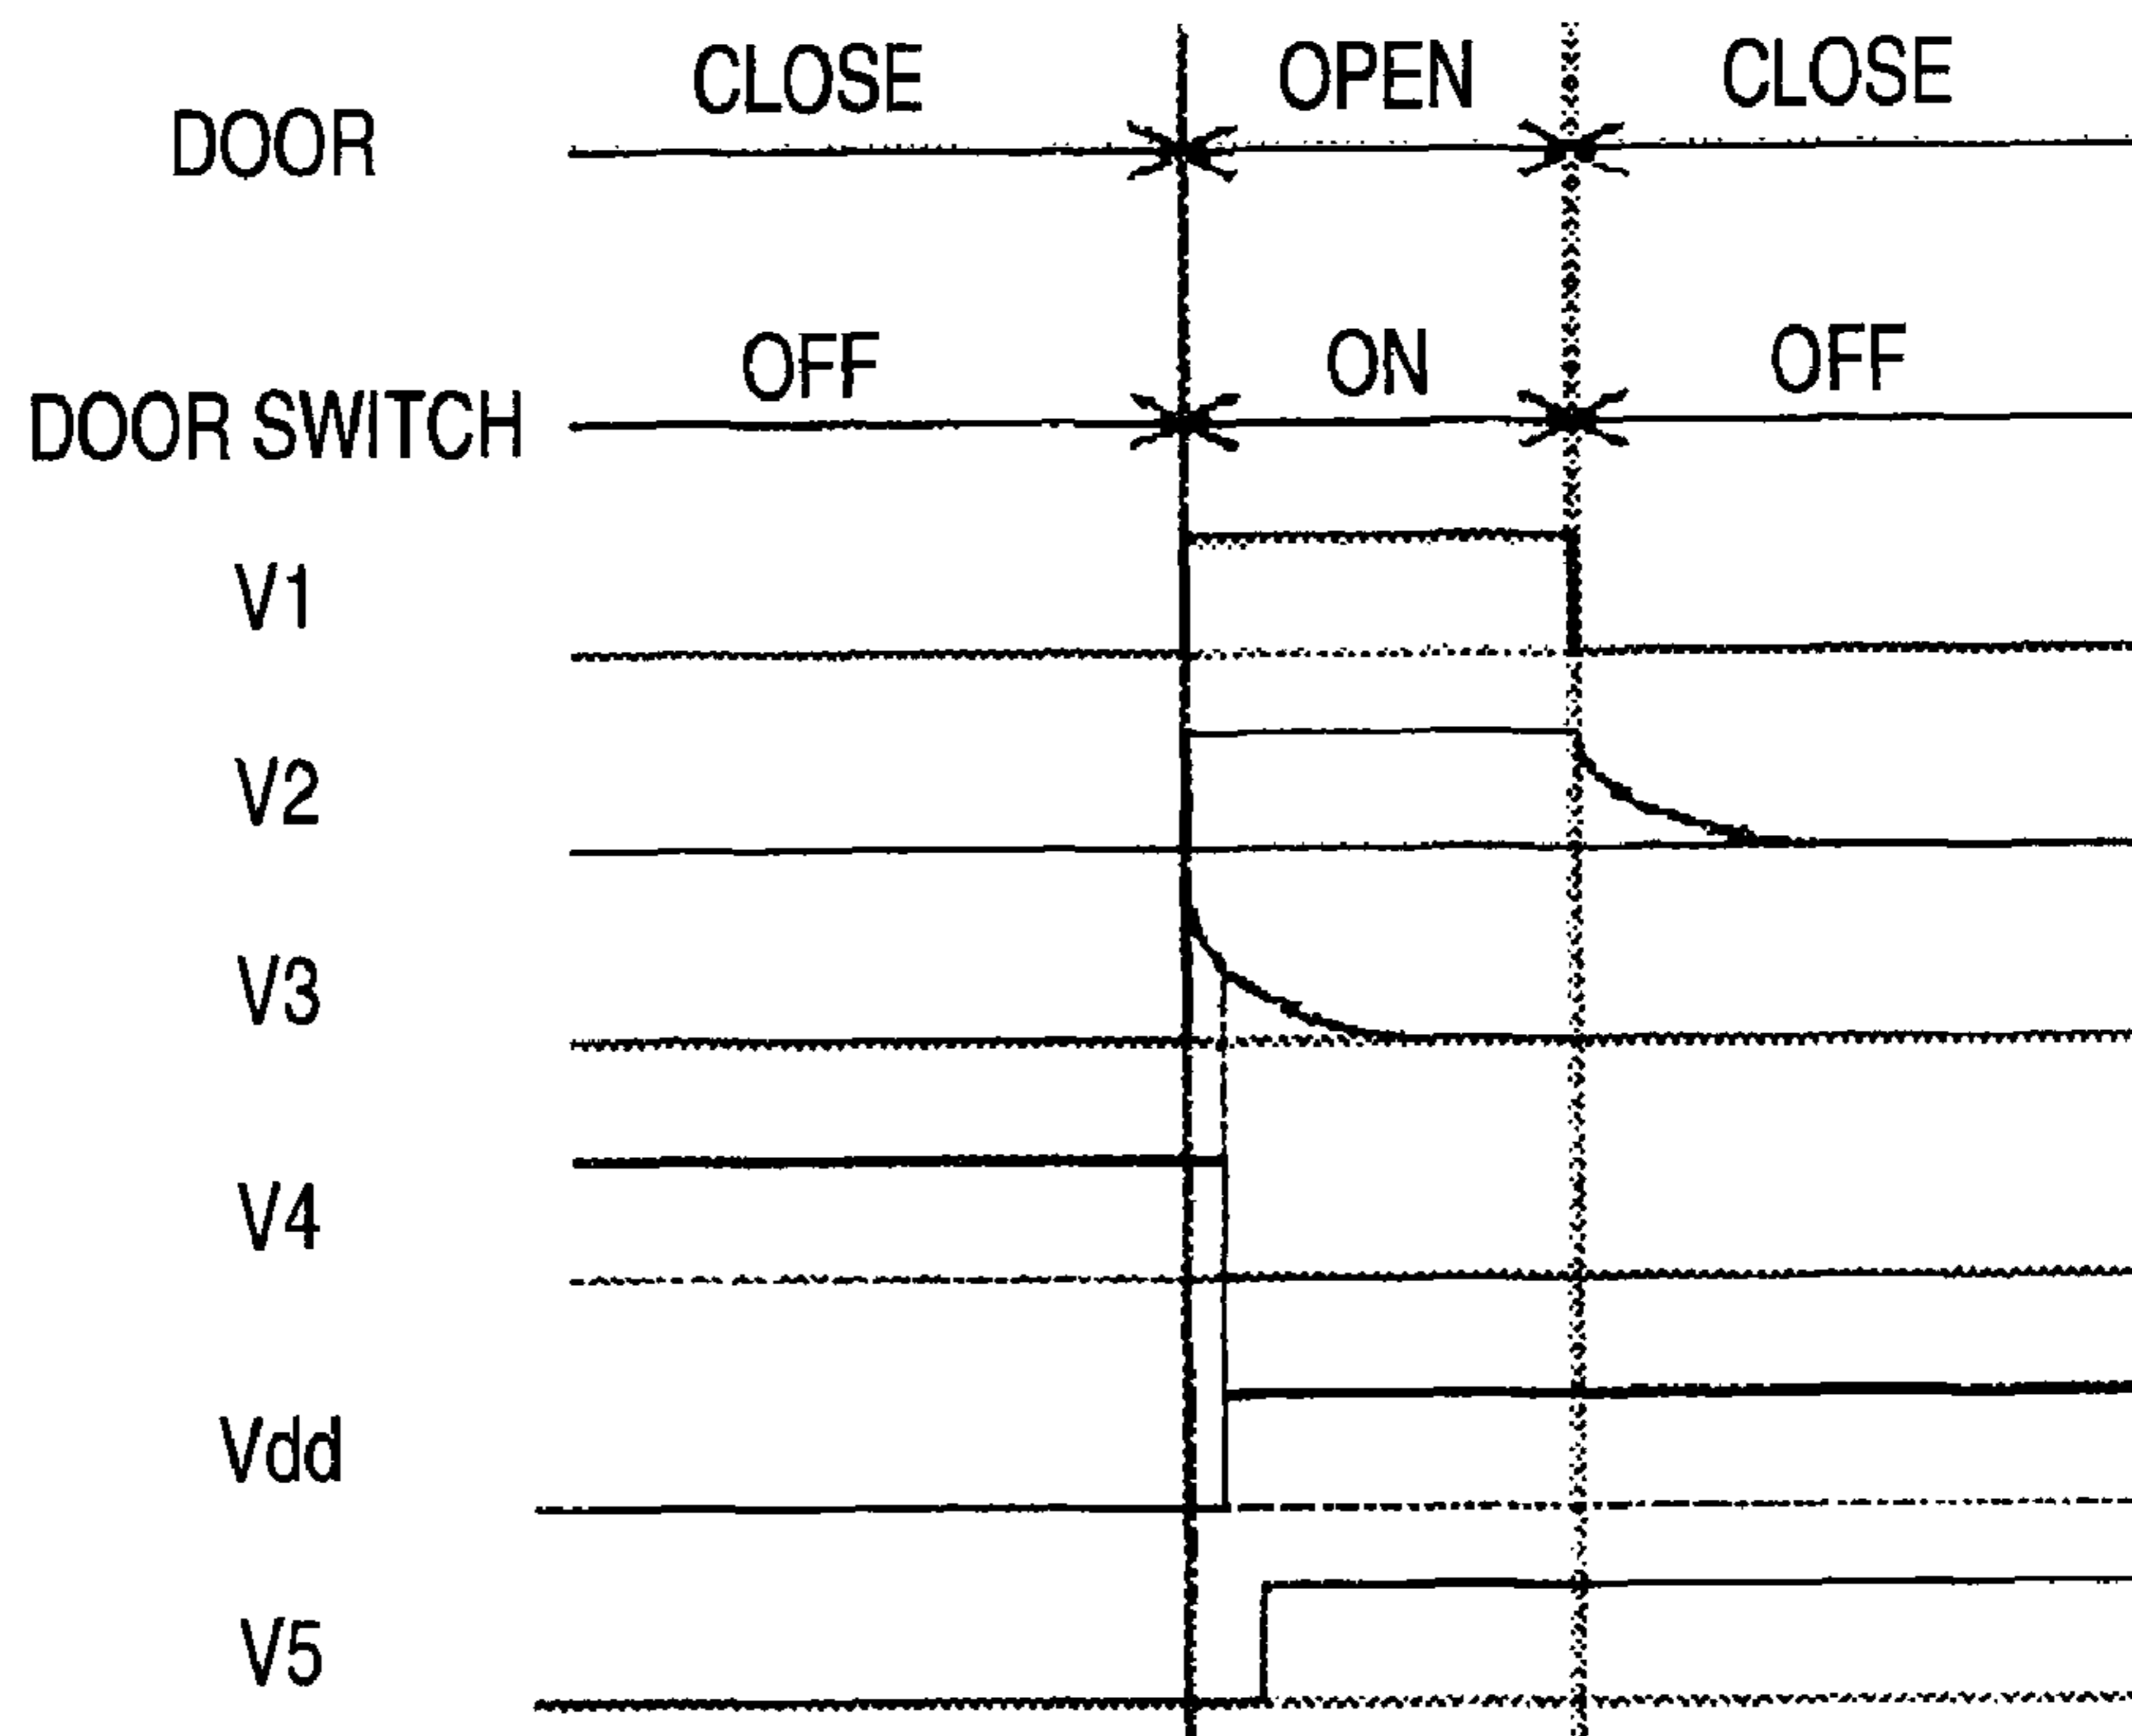 CLOSE OPEN CLOSE
DOOR
OFF ON OFF
DOOR SWITCH
V1
V2
V3
V4
Vdd
V5